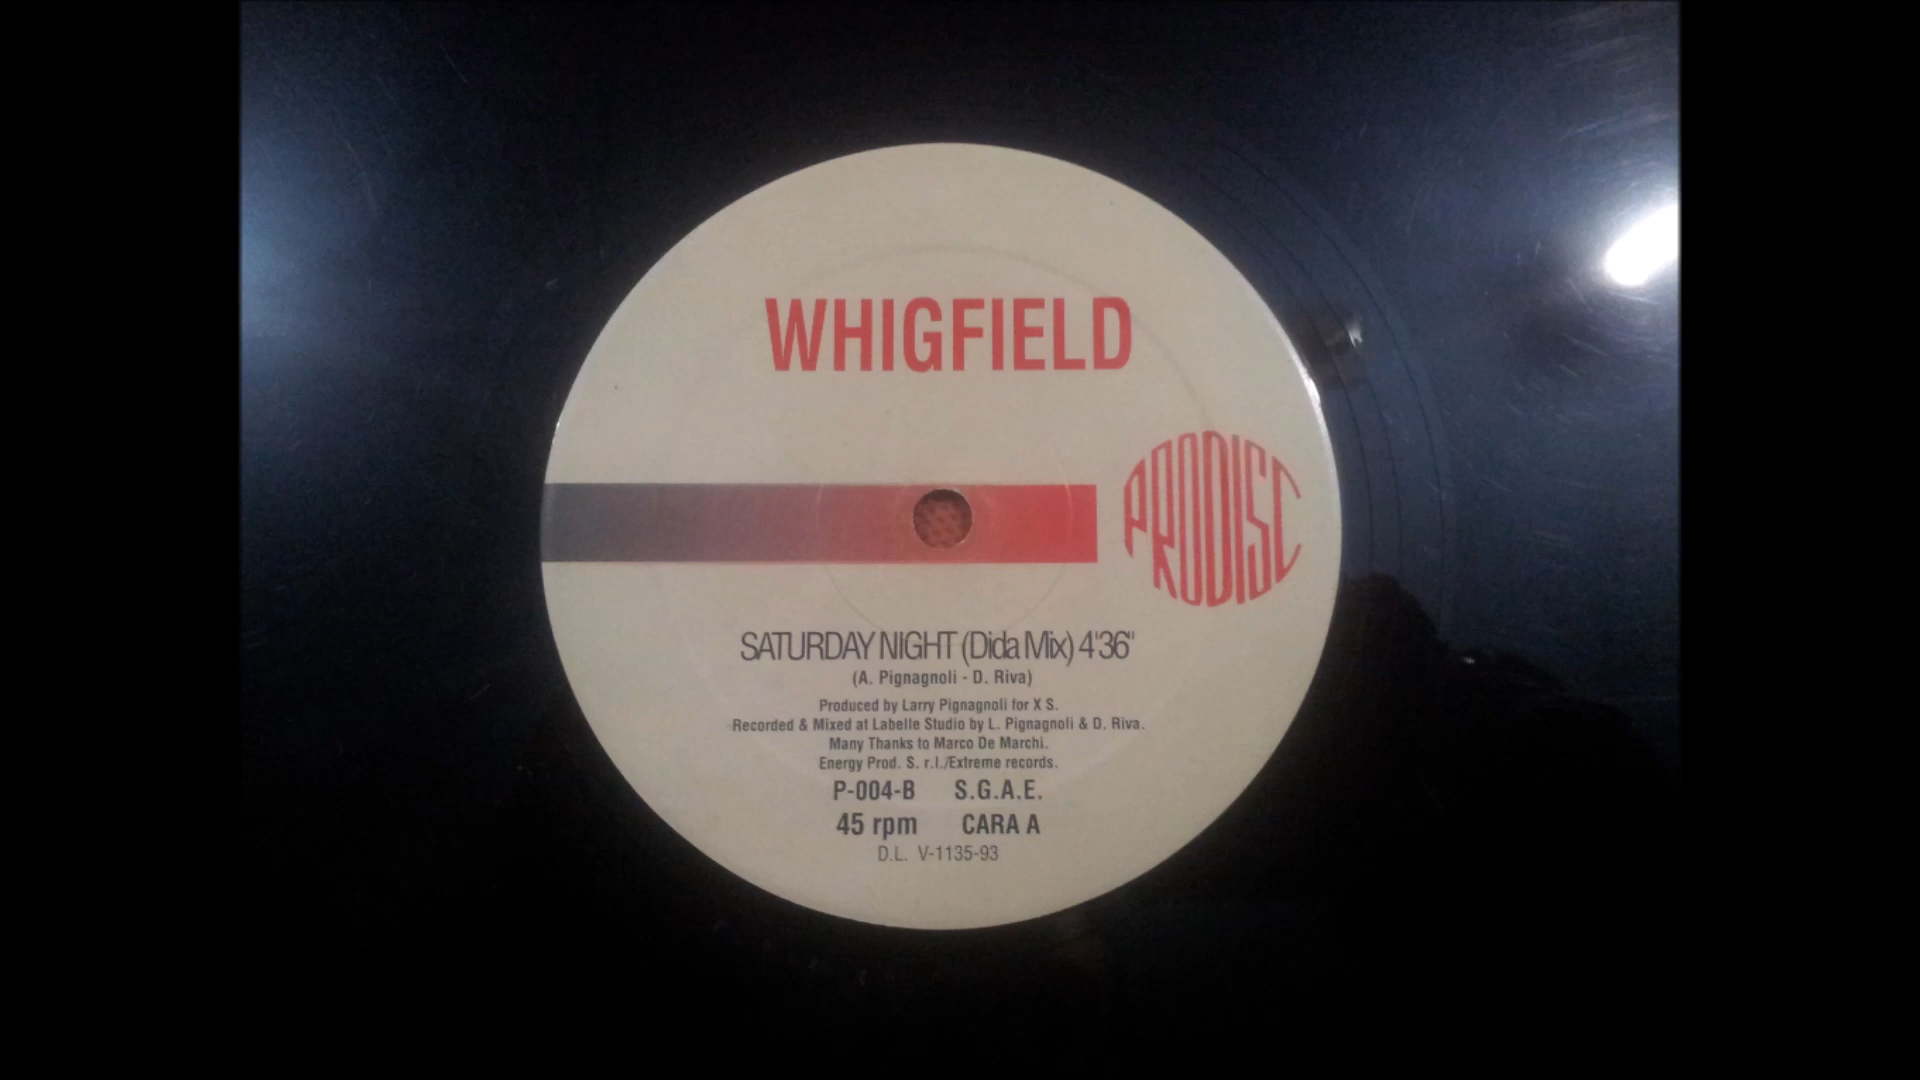 WHIGFIELD
PRODISC
SATURDAY NIGHT (Dida Mix) 4'36"
(A. Pignagnoli - D. Riva)
Produced by Larry Pignagnoli for X S.
Recorded & Mixed at Labelle Studio by L. Pignagnoli & D. Riva.
Many Thanks to Marco De Marchi.
Energy Prod. S. r.l./Extreme records.
P-004-B S.G.A.E.
45 rpm CARA A
D.L. V-1135-93